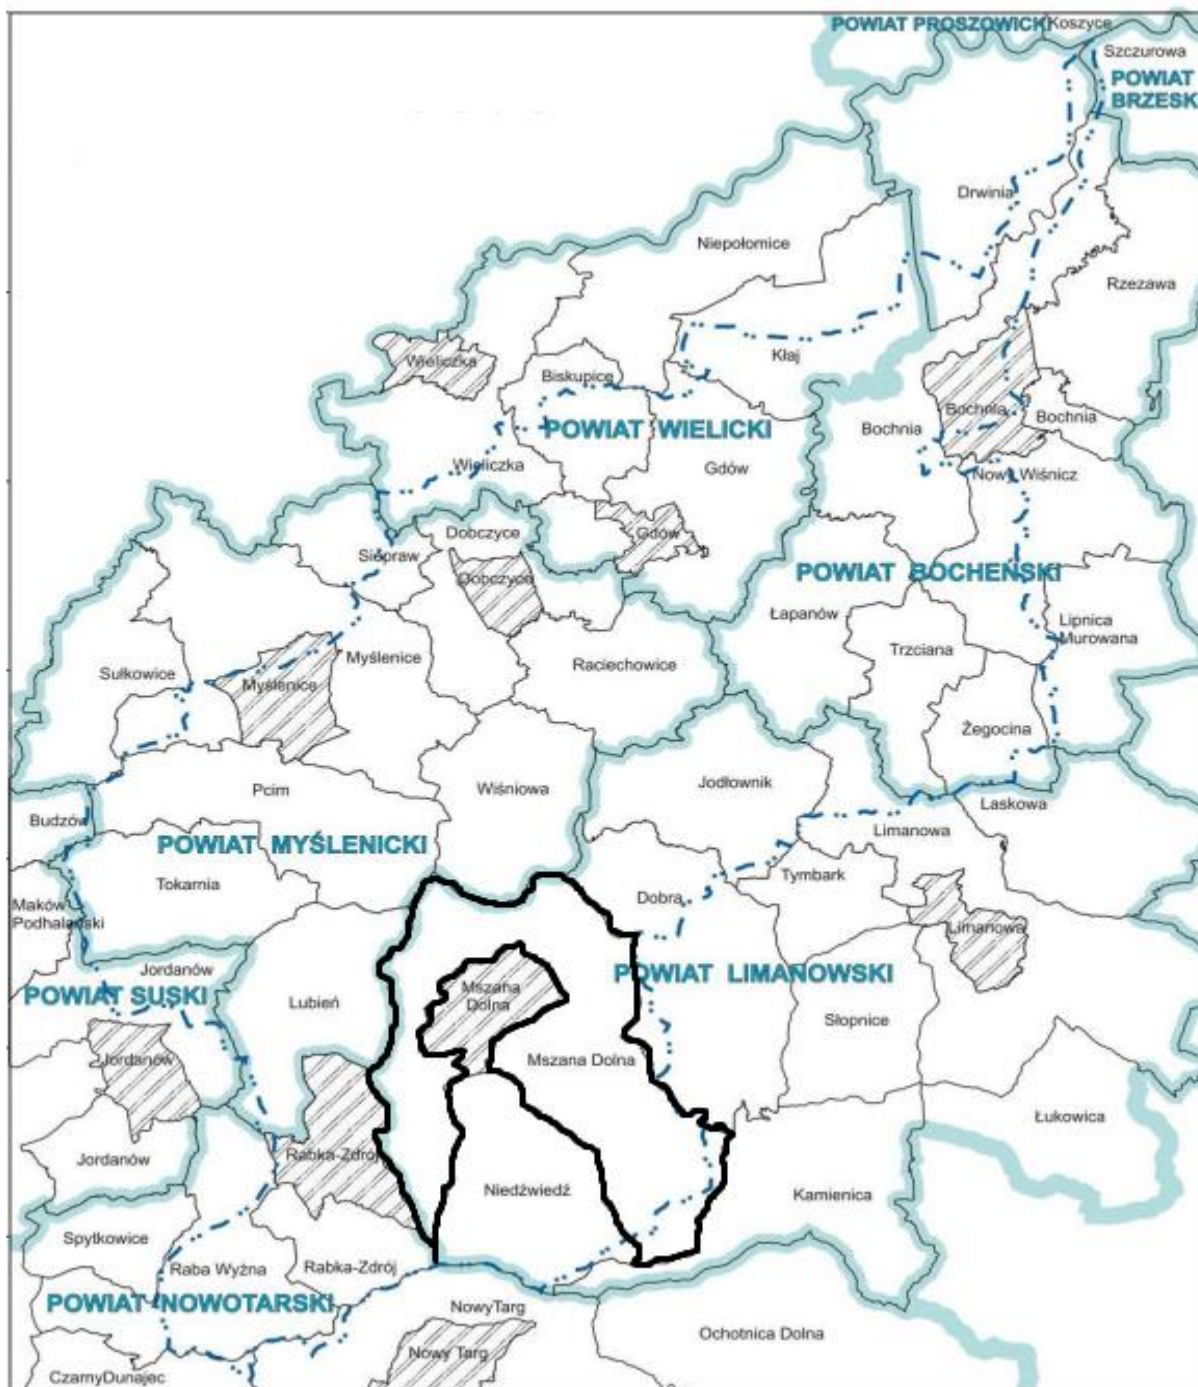 POWIAT PROSZOWICKI
Koszyce
Szczurowa
POWIAT
BRZESKI
Drwinia
Niepołomice
Rzezawa
Wieliczka
Biskupice
Kłaj
Bochnia
Bochnia
Bochnia
POWIAT WIELICKI
Wieliczka
Gdów
Nowy Wiśnicz
Dobczyce
Gdów
Siepraw
Dobczyce
POWIAT BOCHEŃSKI
Łapanów
Lipnica
Murowana
Trzciana
Myślenice
Raciechowice
Sułkowice
Myślenice
Żegocina
Jodłownik
Pcim
Wiśniowa
Laskowa
Budzów
Limanowa
POWIAT MYŚLENICKI
Tymbark
Tokarnia
Dobra
Maków
Podhalański
Limanowa
Jordanów
POWIAT LIMANOWSKI
POWIAT SUSKI
Mszana
Dolna
Lubień
Słopnice
Jordanów
Mszana Dolna
Łukowica
Jordanów
Rabka-Zdrój
Niedźwiedź
Kamienica
Spytkowice
Raba Wyżna
Rabka-Zdrój
POWIAT NOWOTARSKI
NowyTarg
Ochotnica Dolna
Nowy Targ
CzarnyDunajec